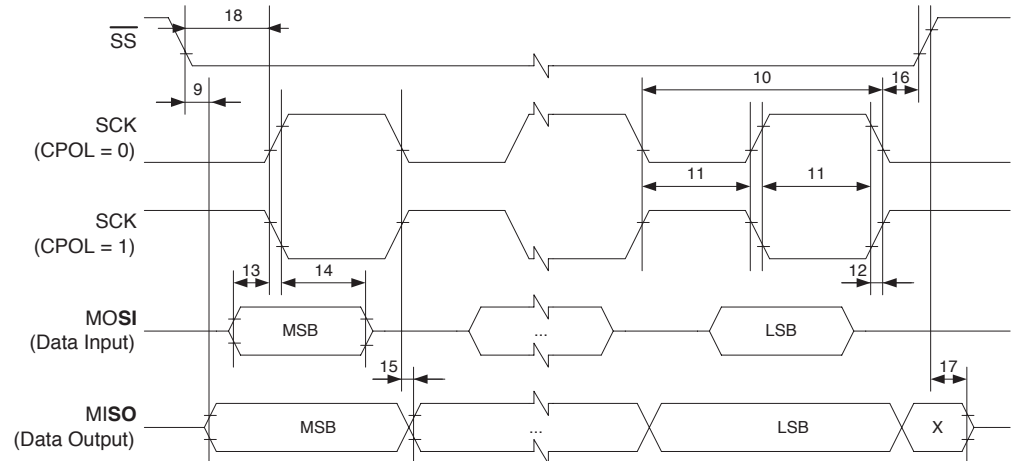 18
SS
9
10
16
SCK
(CPOL = 0)
11
11
SCK
(CPOL = 1)
13
14
12
MOSI
(Data Input)
MSB
...
LSB
15
17
MISO
(Data Output)
MSB
...
LSB
X